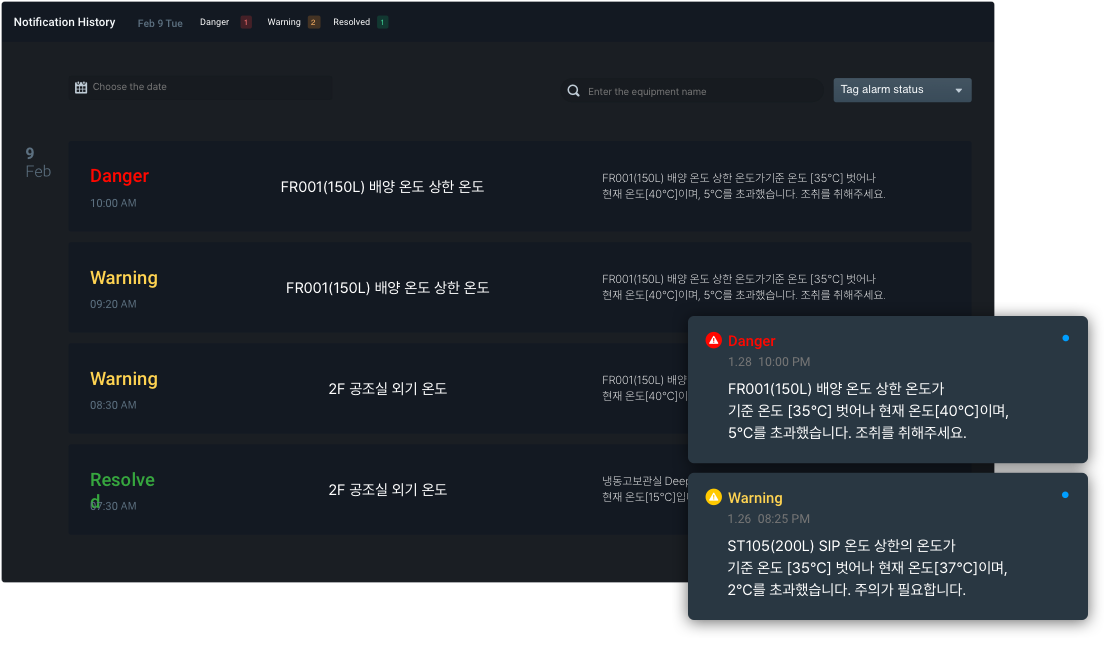 Notification History Feb 9 Tue Danger 1 Warning 2 Resolved 1
Choose the date
Enter the equipment name
Tag alarm status
9
Feb
Danger
10:00 AM
FR001(150L) 배양 온도 상한 온도
FR001(150L) 배양 온도 상한 온도가기준 온도 [35℃] 벗어나
현재 온도[40℃]이며, 5℃를 초과했습니다. 조취를 취해주세요.
Warning
09:20 AM
FR001(150L) 배양 온도 상한 온도
FR001(150L) 배양 온도 상한 온도가기준 온도 [35℃] 벗어나
현재 온도[40℃]이며, 5℃를 초과했습니다. 조취를 취해주세요.
Warning
08:30 AM
2F 공조실 외기 온도
FR001(150L) 배양
현재 온도[40℃]이
Resolve
d
07:30 AM
2F 공조실 외기 온도
냉동고보관실 Deep
현재 온도[15℃]입
Danger
1.28 10:00 PM
FR001(150L) 배양 온도 상한 온도가
기준 온도 [35℃] 벗어나 현재 온도[40℃]이며,
5℃를 초과했습니다. 조취를 취해주세요.
Warning
1.26 08:25 PM
ST105(200L) SIP 온도 상한의 온도가
기준 온도 [35℃] 벗어나 현재 온도[37℃]이며,
2℃를 초과했습니다. 주의가 필요합니다.